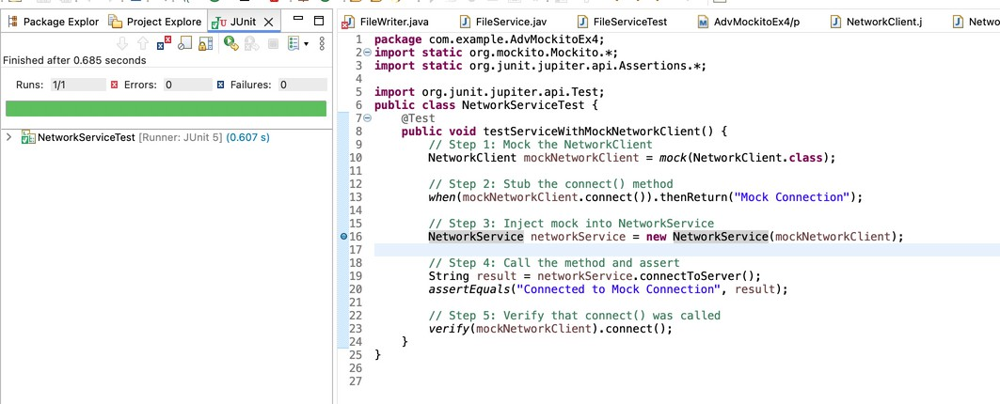 Package Explor Project Explore JUnit
Finished after 0.685 seconds
Runs: 1/1 Errors: 0 Failures: 0
NetworkServiceTest [Runner: JUnit 5] (0.607 s)
FileWriter.java FileService.jav FileServiceTest AdvMockitoEx4/p NetworkClient.j Netwo
1 package com.example.AdvMockitoEx4;
2 import static org.mockito.Mockito.*;
3 import static org.junit.jupiter.api.Assertions.*;
4
5 import org.junit.jupiter.api.Test;
6 public class NetworkServiceTest {
7 @Test
8 public void testServiceWithMockNetworkClient() {
9 // Step 1: Mock the NetworkClient
10 NetworkClient mockNetworkClient = mock(NetworkClient.class);
11
12 // Step 2: Stub the connect() method
13 when(mockNetworkClient.connect()).thenReturn("Mock Connection");
14
15 // Step 3: Inject mock into NetworkService
16 NetworkService networkService = new NetworkService(mockNetworkClient);
17
18 // Step 4: Call the method and assert
19 String result = networkService.connectToServer();
20 assertEquals("Connected to Mock Connection", result);
21
22 // Step 5: Verify that connect() was called
23 verify(mockNetworkClient).connect();
24 }
25 }
26
27